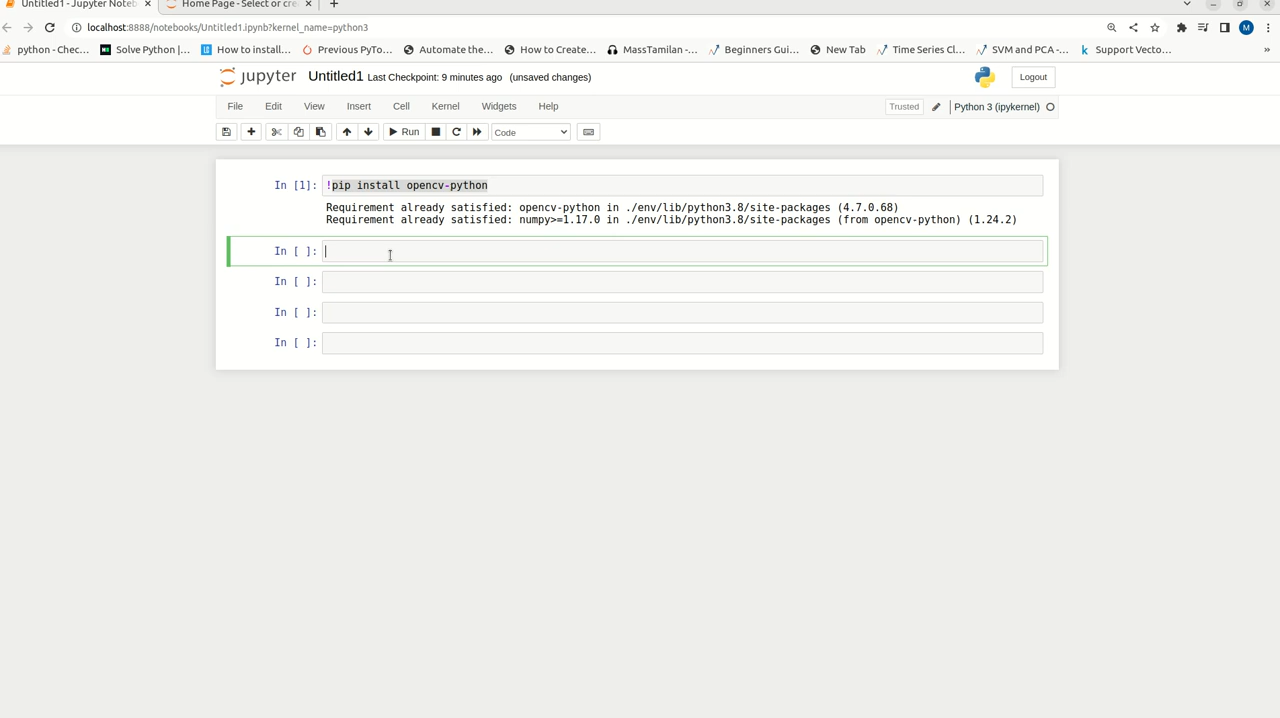 Untitled1 - Jupyter Noteb
Home Page - Select or cre
localhost:8888/notebooks/Untitled1.ipynb?kernel_name=python3
M
python - Chec...
Solve Python |...
How to install...
Previous PyTo...
Automate the...
How to Create...
MassTamilan -...
Beginners Gui...
New Tab
Time Series Cl...
SVM and PCA -...
Support Vecto...
»
jupyter Untitled1 Last Checkpoint: 9 minutes ago (unsaved changes)
Logout
File Edit View Insert Cell Kernel Widgets Help
Trusted
Python 3 (ipykernel)
Run
Code
In [1]: !pip install opencv-python
Requirement already satisfied: opencv-python in ./env/lib/python3.8/site-packages (4.7.0.68)
Requirement already satisfied: numpy>=1.17.0 in ./env/lib/python3.8/site-packages (from opencv-python) (1.24.2)
In [ ]:
In [ ]:
In [ ]:
In [ ]: